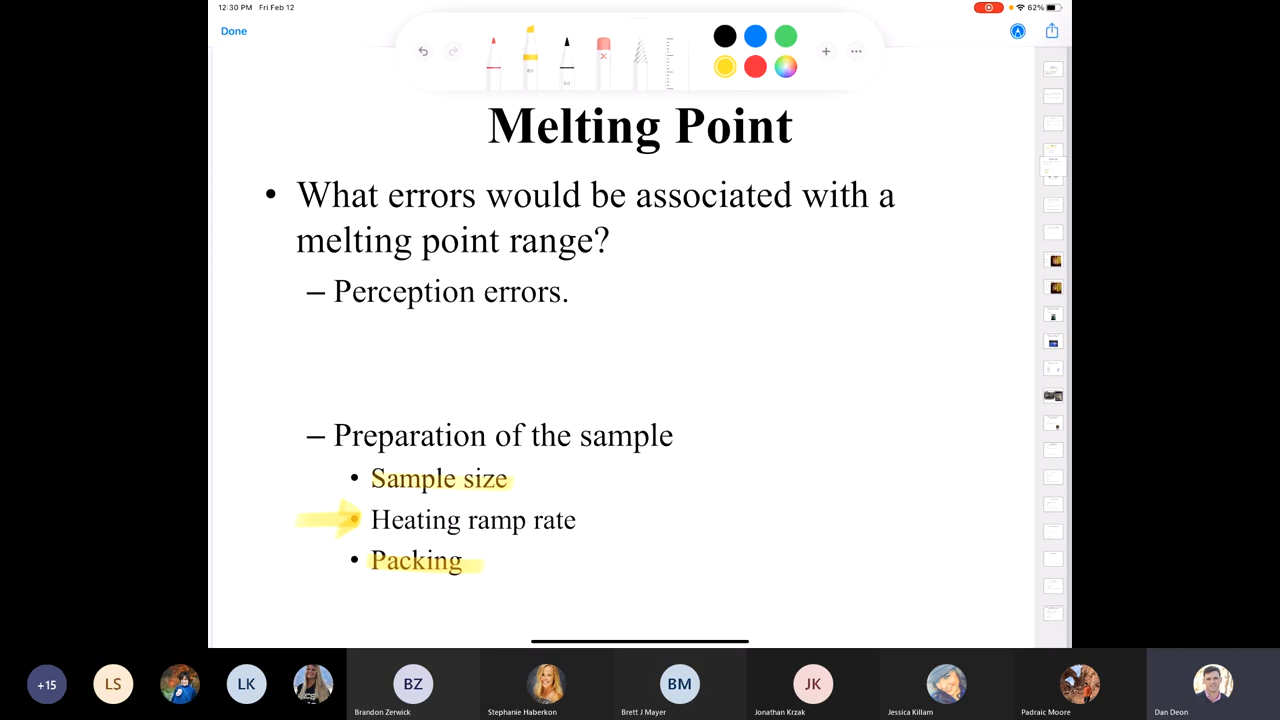 12:30 PM Fri Feb 12
62%
Done
Melting Point
• What errors would be associated with a
melting point range?
– Perception errors.
– Preparation of the sample
• Sample size
• Heating ramp rate
• Packing
+15
LS
LK
BZ
BM
JK
Brandon Zerwick
Stephanie Haberkon
Brett J Mayer
Jonathan Krzak
Jessica Killam
Padraic Moore
Dan Deon